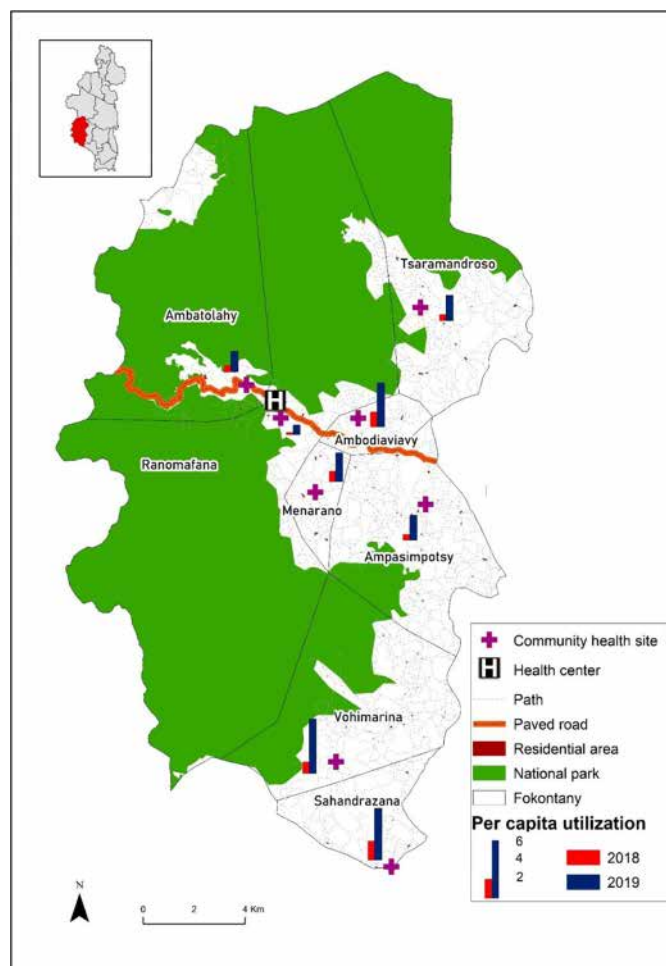 Tsaramandroso
Ambatolahy
H
Ambodiaviavy
Ranomafana
Menarano
Ampasimpotsy
Vohimarina
Sahandrazana
Community health site
H Health center
Path
Paved road
Residential area
National park
Fokontany
Per capita utilization
6
4
2
2018
2019
N
0 2 4 Km